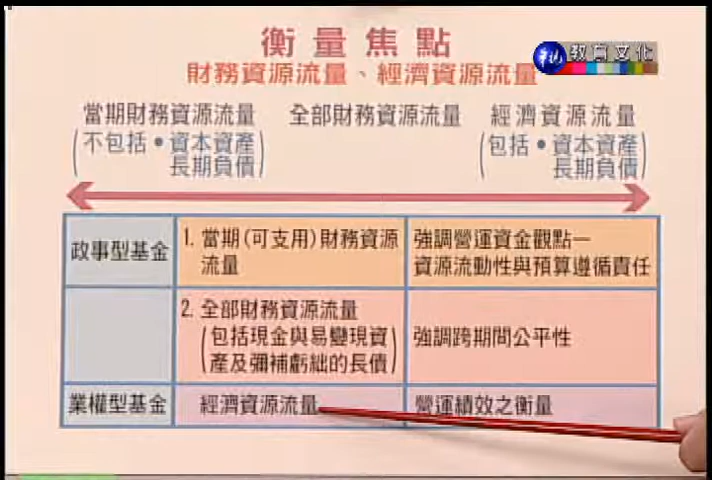 衡量焦點
財務資源流量、經濟資源流量
華視 教育文化
當期財務資源流量 全部財務資源流量 經濟資源流量
(不包括•資本資產 (包括•資本資產
長期負債) 長期負債)
政事型基金 1. 當期(可支用)財務資源 強調營運資金觀點—
流量 資源流動性與預算遵循責任
2. 全部財務資源流量
(包括現金與易變現資 強調跨期間公平性
產及彌補虧絀的長債)
業權型基金 經濟資源流量 營運績效之衡量